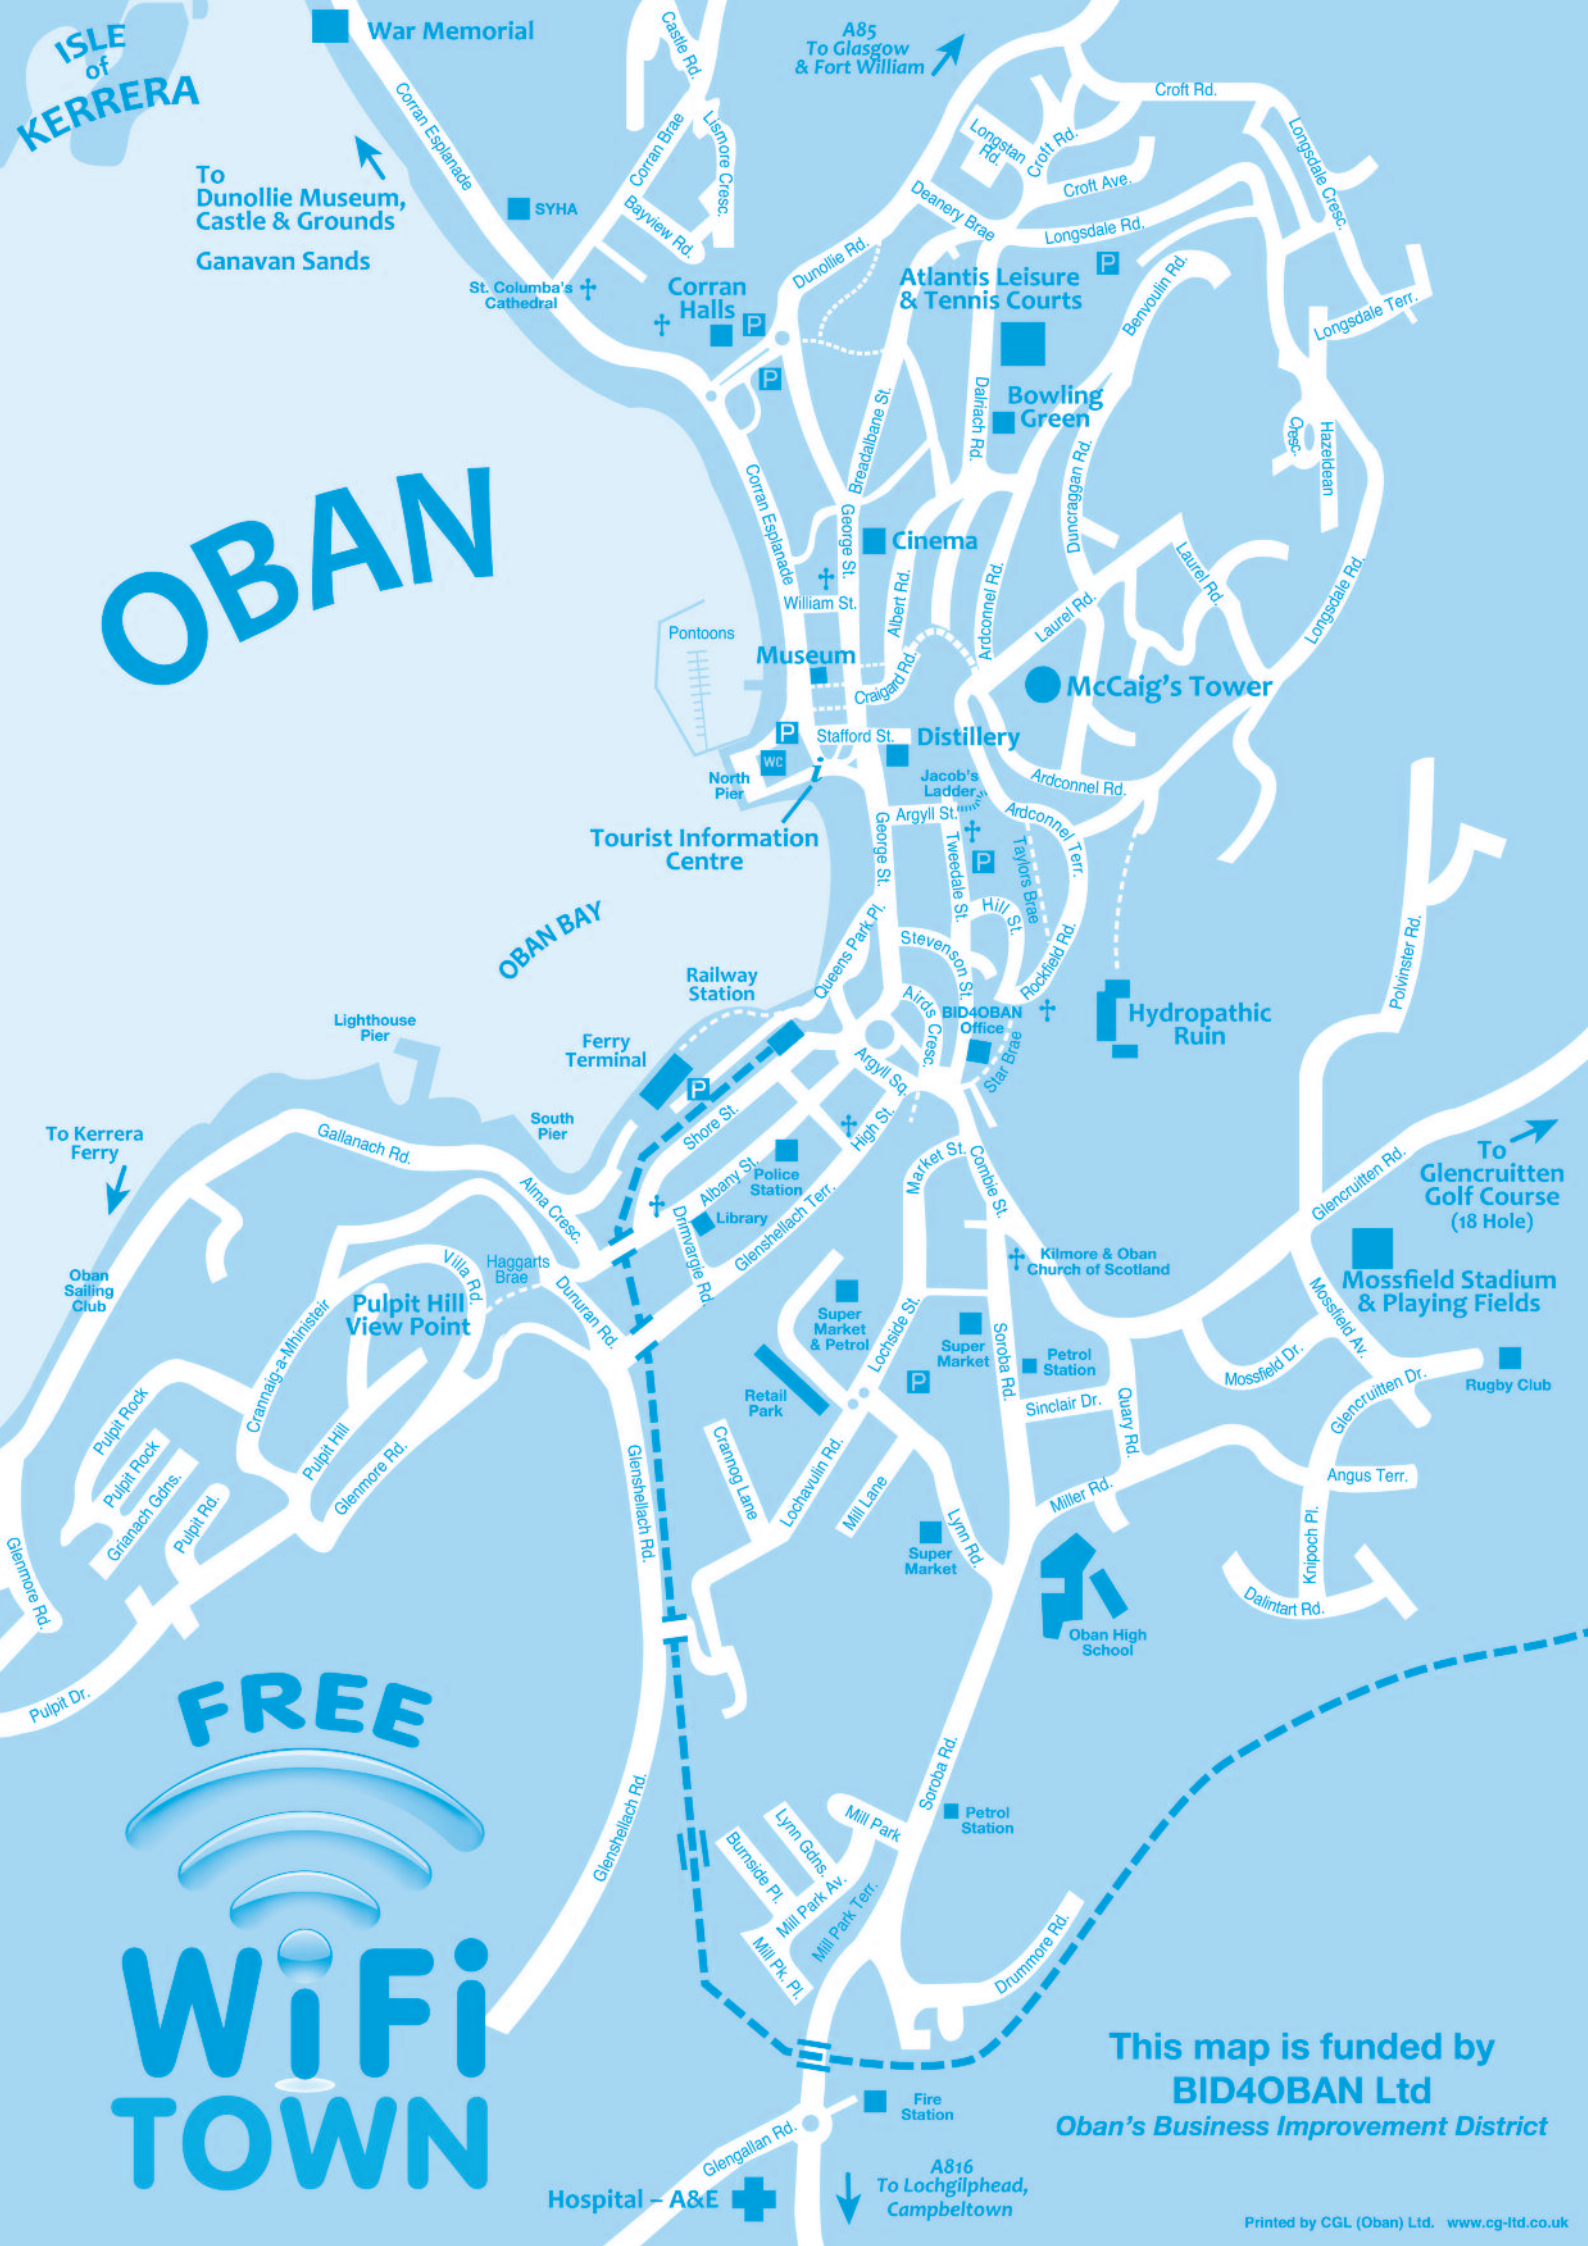 ISLE
of
KERRERA
War Memorial
Castle Rd.
A85
To Glasgow
& Fort William
Croft Rd.
Corran Esplanade
Corran Brae
Lismore Cresc.
Longstan
Rd.
Croft Rd.
Longsdale Cresc.
To
Dunollie Museum,
Castle & Grounds
Ganavan Sands
SYHA
Bayview Rd.
Deanery Brae
Croft Ave.
Longsdale Rd.
Dunollie Rd.
St. Columba's
Cathedral
Corran
Halls
P
P
Atlantis Leisure
& Tennis Courts
P
Benvoulin Rd.
Longsdale Terr.
Dalriach Rd.
Bowling
Green
Breadalbane St.
Duncraggan Rd.
Hazeldean
Cresc.
OBAN
Corran Esplanade
George St.
Cinema
Laurel Rd.
Longsdale Rd.
William St.
Albert Rd.
Ardconnel Rd.
Laurel Rd.
Pontoons
Museum
Craigard Rd.
McCaig's Tower
P
Stafford St.
Distillery
WC
i
North
Pier
Jacob's
Ladder
Ardconnel Rd.
Tourist Information
Centre
George St.
Argyll St.
Ardconnel Terr.
Tweedale St.
P
Taylors Brae
Hill St.
OBAN BAY
Queens Park Pl.
Stevenson St.
Rockfield Rd.
Polvinster Rd.
Railway
Station
Airds Cresc.
BID4OBAN
Office
Hydropathic
Ruin
Lighthouse
Pier
Ferry
Terminal
P
Argyll Sq.
Star Brae
South
Pier
Shore St.
High St.
To Kerrera
Ferry
Gallanach Rd.
Police
Station
Market St.
Combie St.
Glencruitten Rd.
To
Glencruitten
Golf Course
(18 Hole)
Alma Cresc.
Albany St.
Library
Drimvargie Rd.
Glenshellach Terr.
Kilmore & Oban
Church of Scotland
Oban
Sailing
Club
Villa Rd.
Haggarts
Brae
Dunuran Rd.
Pulpit Hill
View Point
Mossfield Stadium
& Playing Fields
Mossfield Av.
Super
Market
& Petrol
Lochside St.
Super
Market
Soroba Rd.
Petrol
Station
Mossfield Dr.
Rugby Club
Crannaig-a-Mhinisteir
Retail
Park
P
Sinclair Dr.
Quary Rd.
Glencruitten Dr.
Pulpit Rock
Pulpit Rock
Grianach Gdns.
Pulpit Rd.
Pulpit Hill
Glenmore Rd.
Glenshellach Rd.
Crannog Lane
Lochavulin Rd.
Mill Lane
Miller Rd.
Angus Terr.
Knipoch Pl.
Lynn Rd.
Super
Market
Glenmore Rd.
Dalintart Rd.
Oban High
School
Pulpit Dr.
FREE
WiFi
TOWN
Glenshellach Rd.
Soroba Rd.
Petrol
Station
Mill Park
Lynn Gdns.
Burnside Pl.
Mill Park Av.
Mill Park Terr.
Mill Pk. Pl.
Drummore Rd.
This map is funded by
BID4OBAN Ltd
Oban's Business Improvement District
Fire
Station
Glengallan Rd.
Hospital – A&E
A816
To Lochgilphead,
Campbeltown
Printed by CGL (Oban) Ltd. www.cg-ltd.co.uk